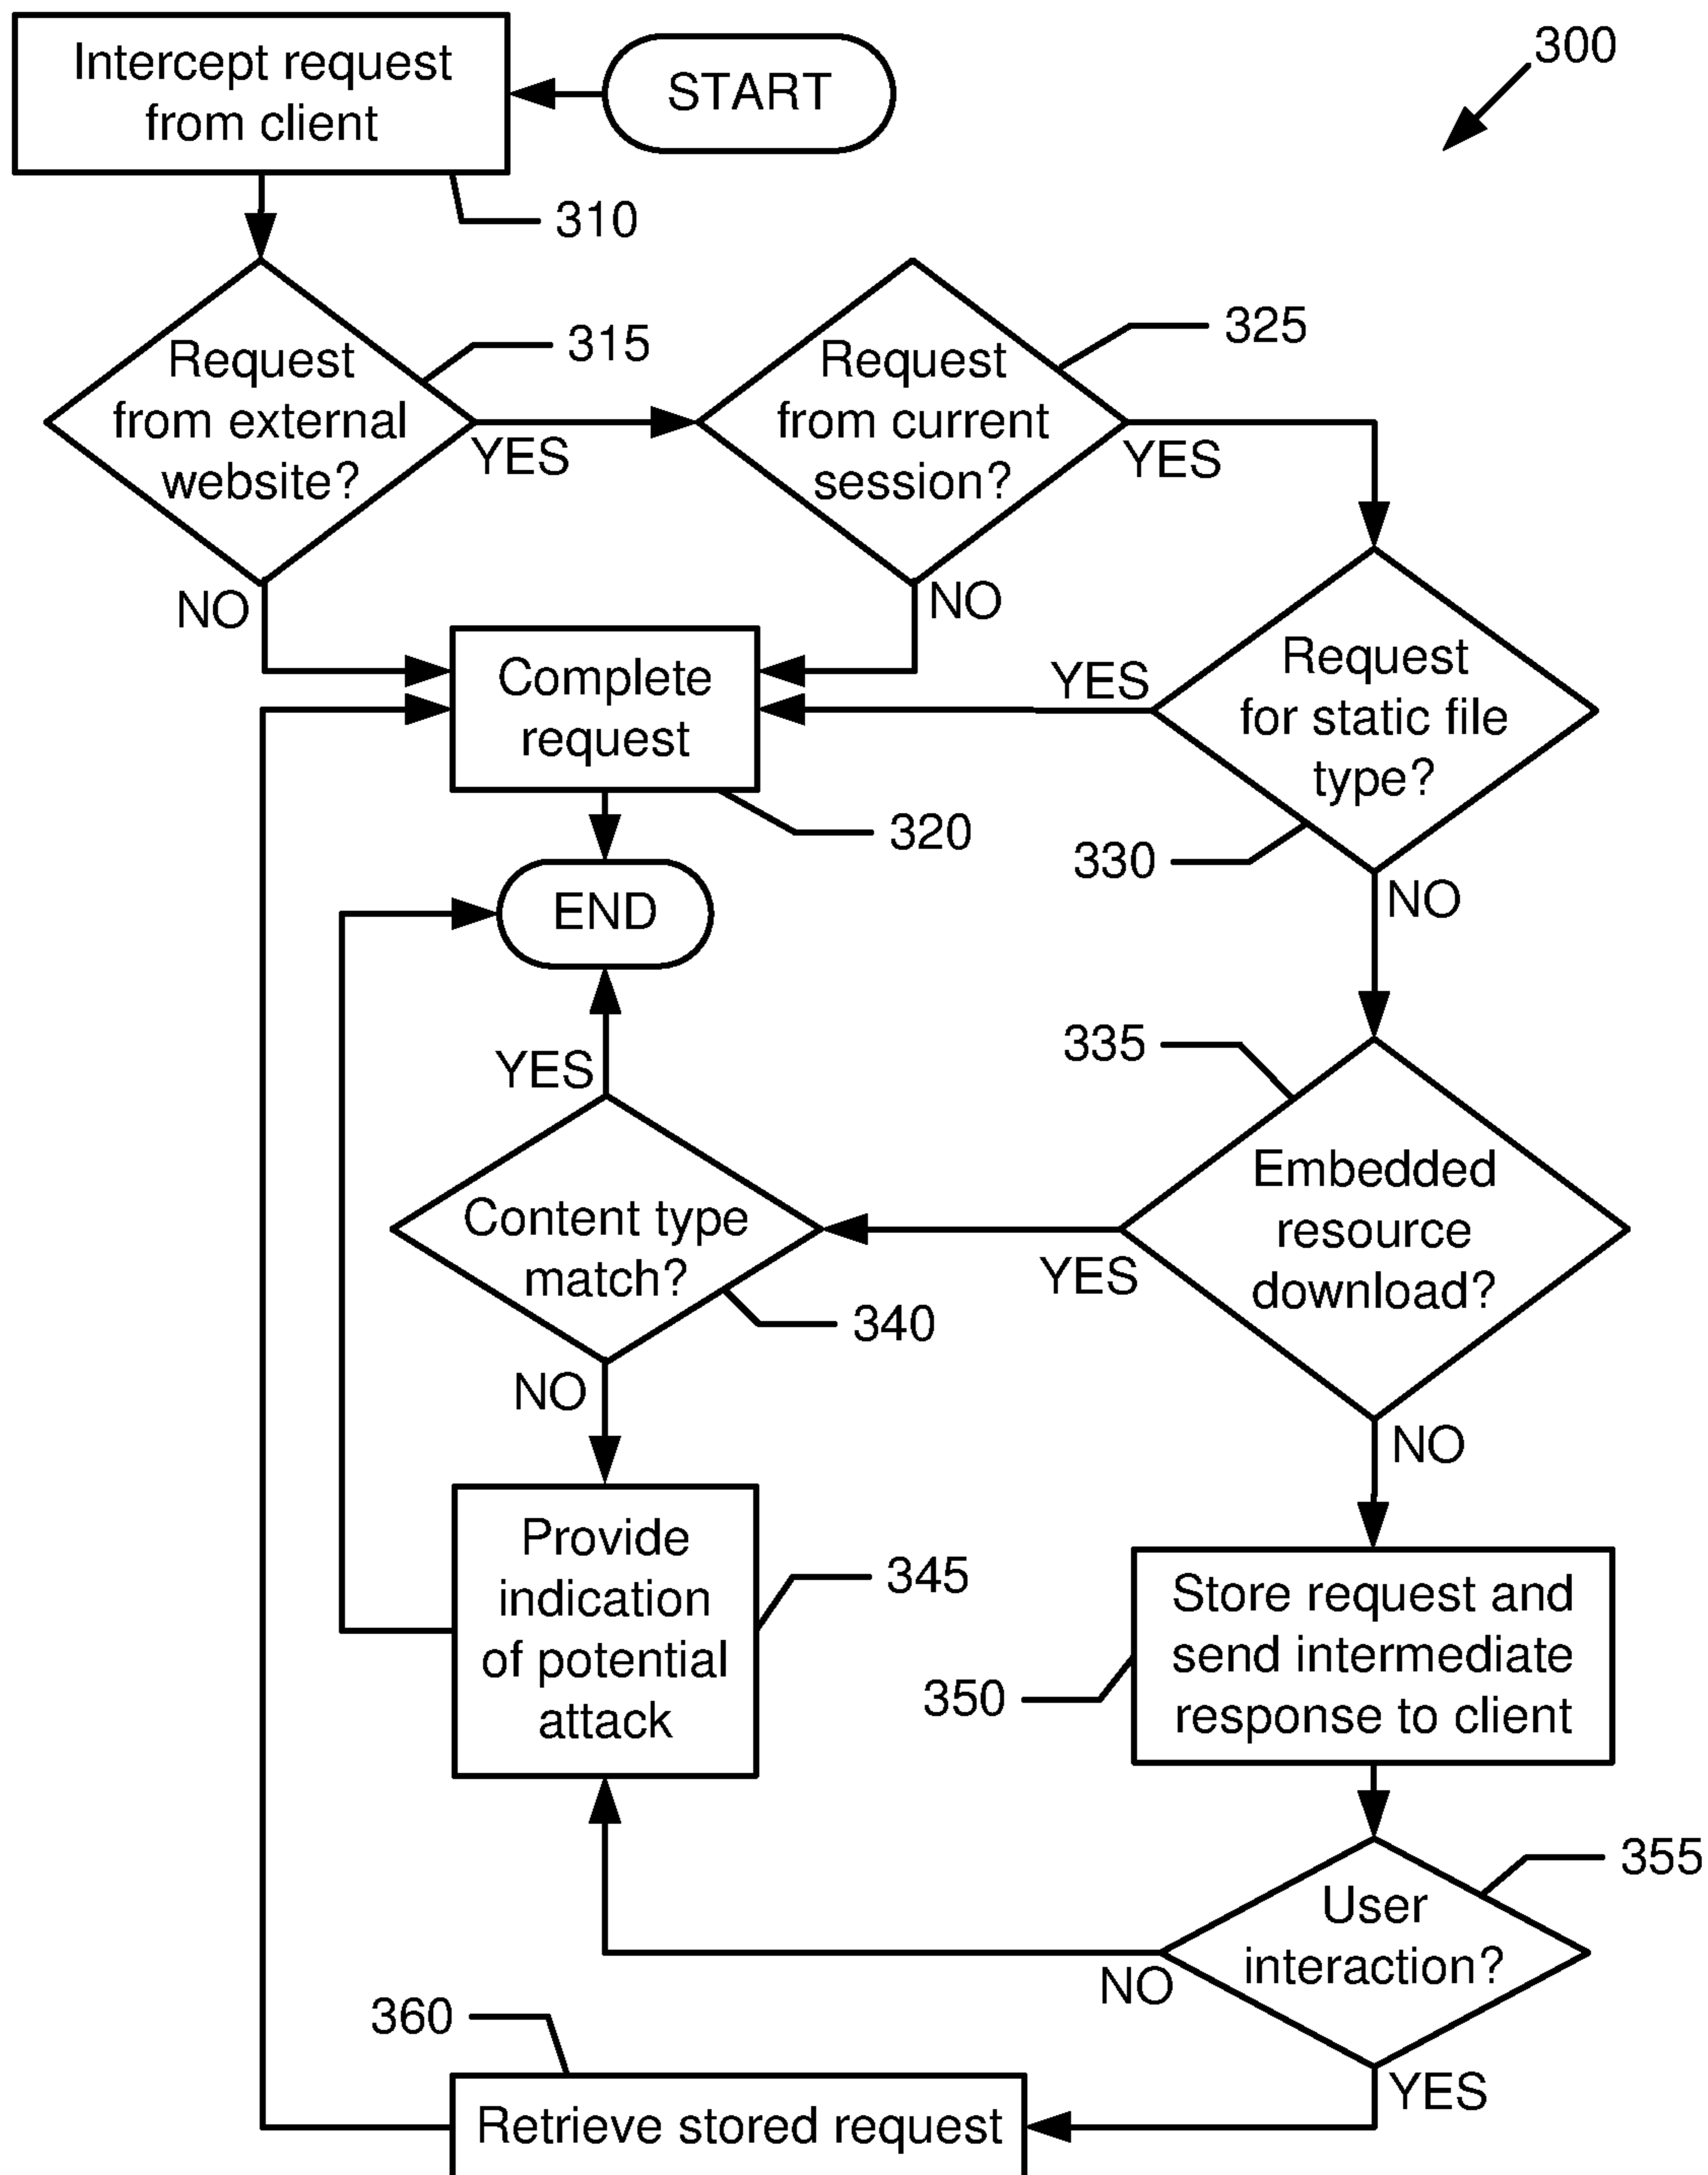 Intercept request
from client
START
300
310
Request
from external
website?
315
YES
NO
Request
from current
session?
325
YES
NO
Complete
request
320
YES
Request
for static file
type?
330
NO
END
335
Embedded
resource
download?
YES
NO
YES
Content type
match?
340
NO
Provide
indication
of potential
attack
345
Store request and
send intermediate
response to client
350
User
interaction?
355
NO
YES
360
Retrieve stored request